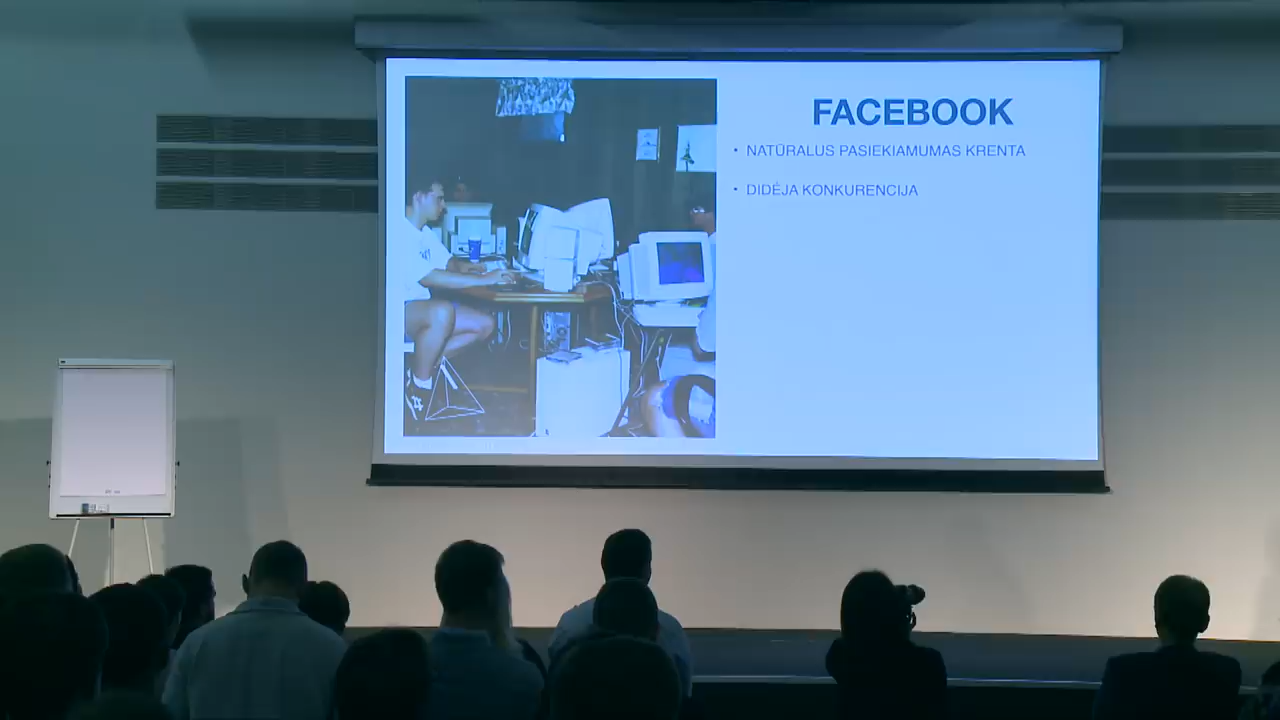 FACEBOOK
• NATŪRALUS PASIEKIAMUMAS KRENTA
• DIDĖJA KONKURENCIJA